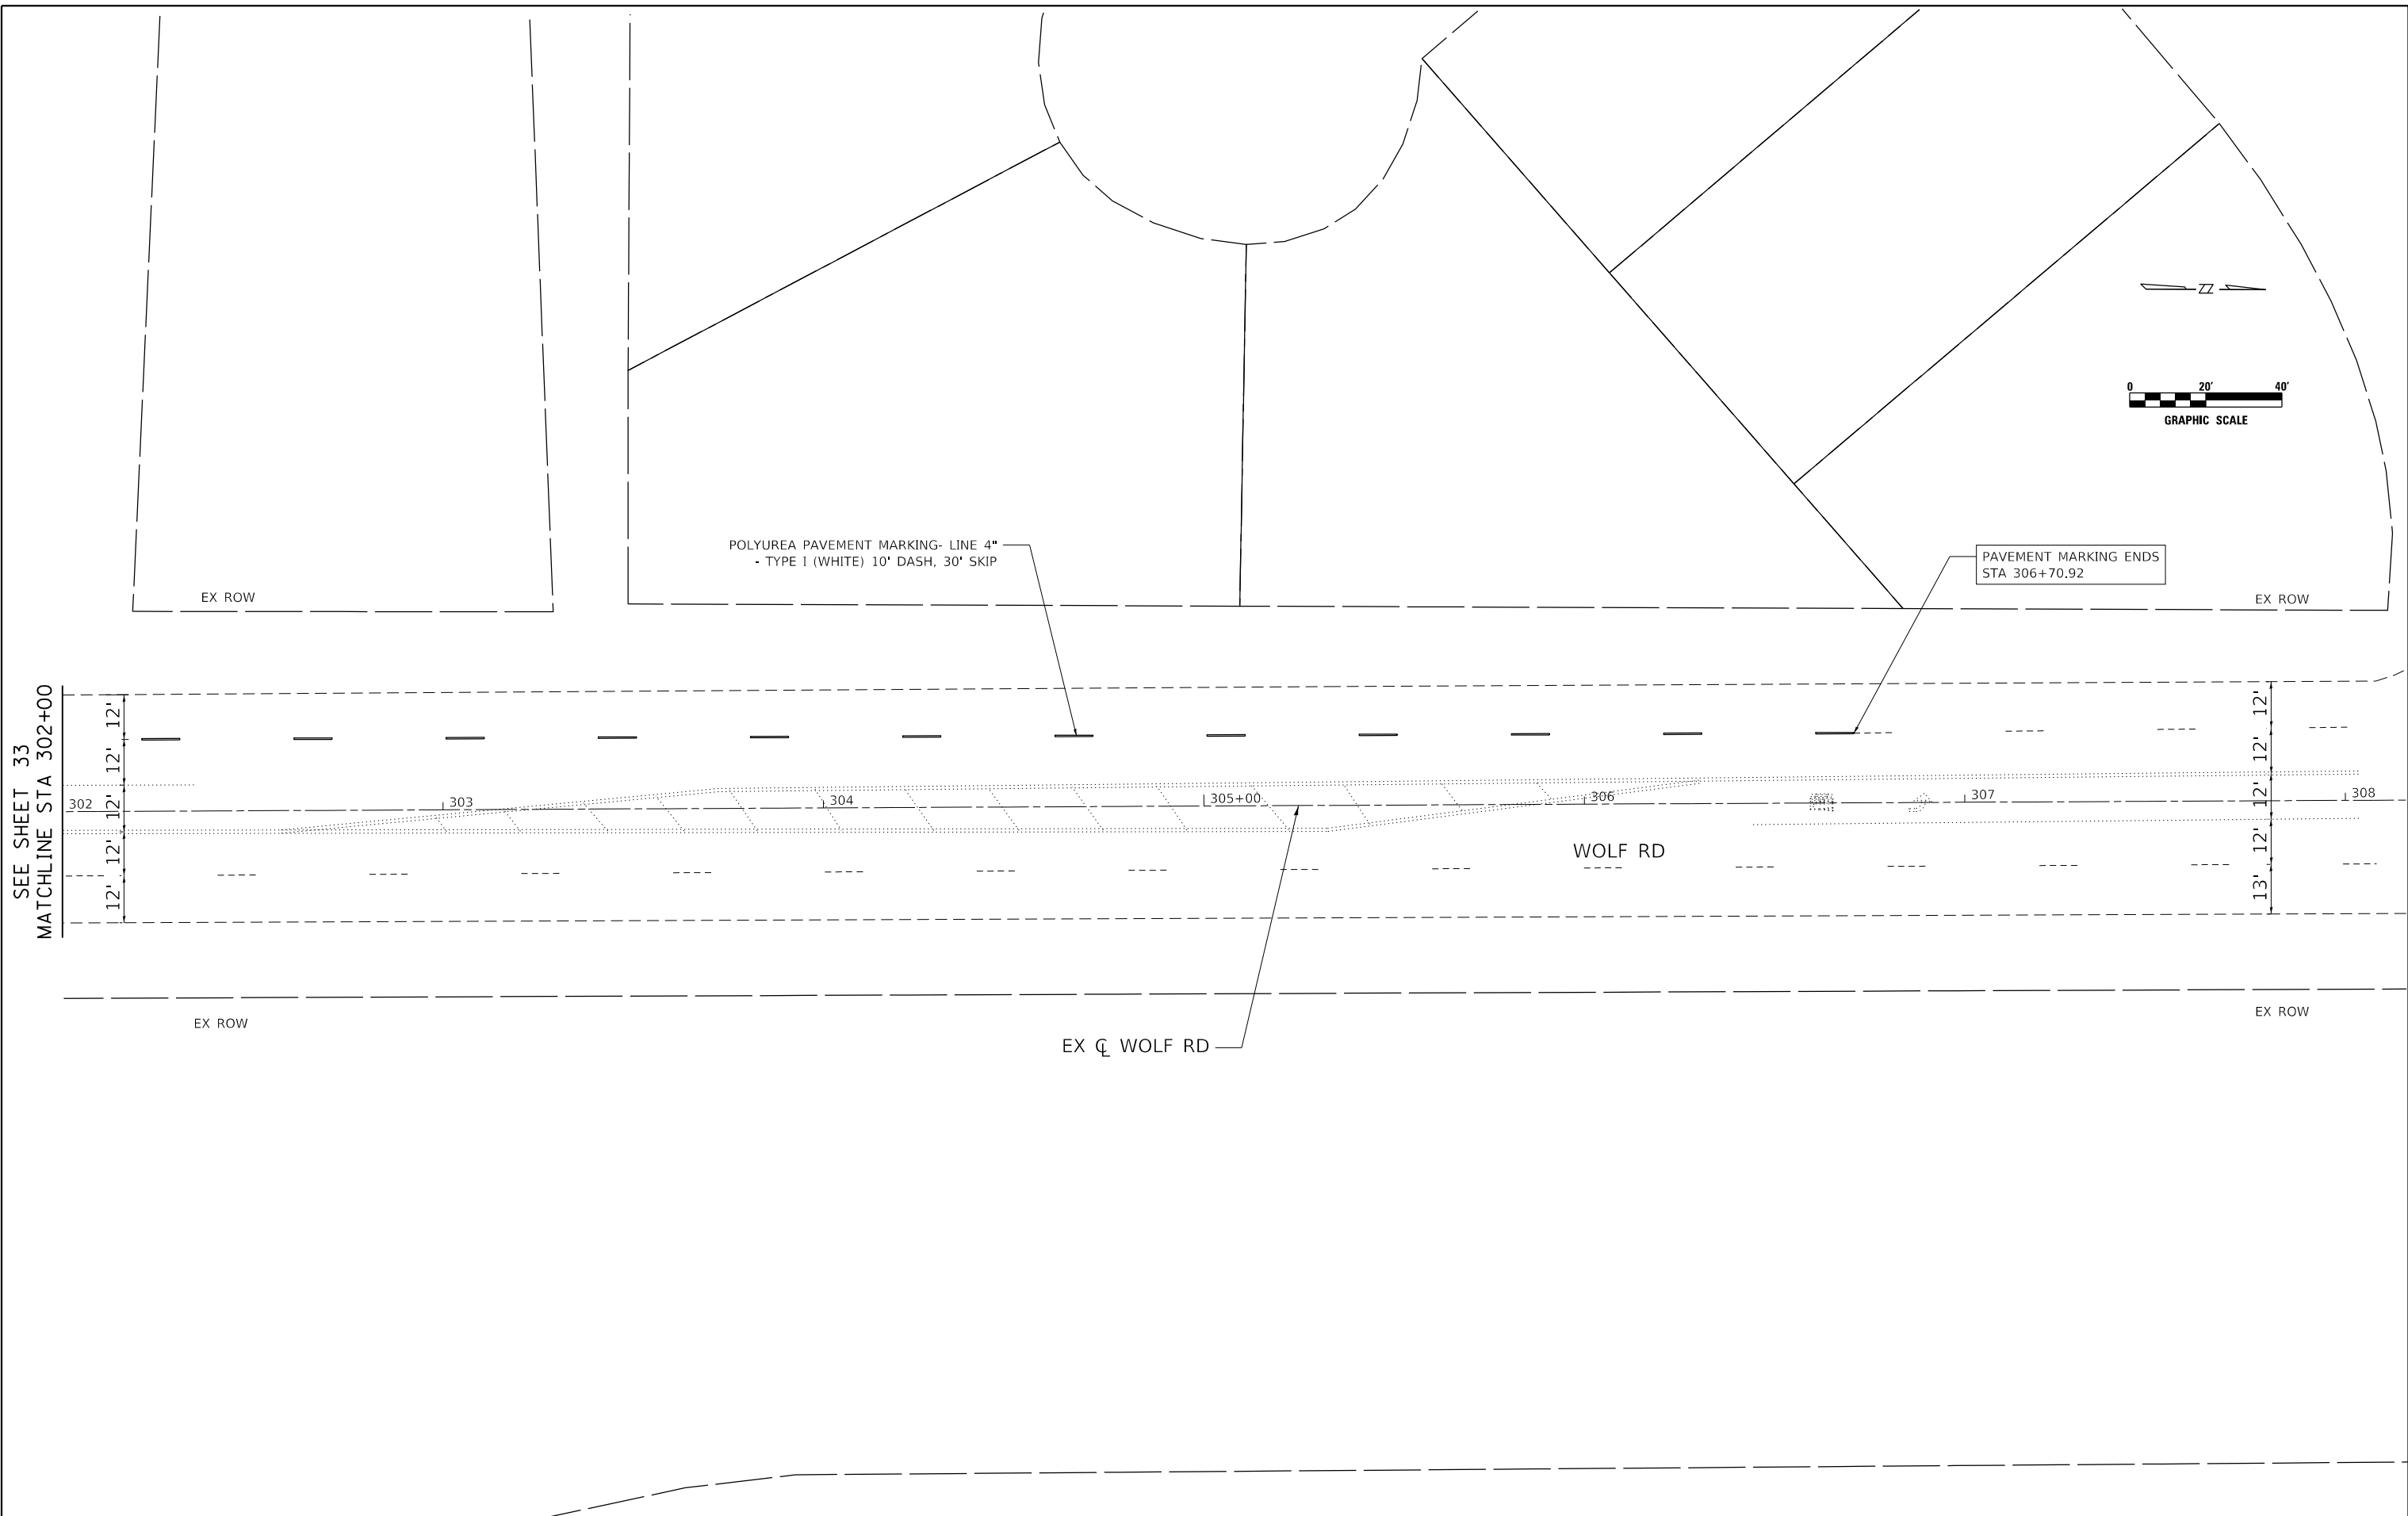 Z
0 20' 40'
GRAPHIC SCALE
POLYUREA PAVEMENT MARKING- LINE 4"
- TYPE I (WHITE) 10' DASH, 30' SKIP
PAVEMENT MARKING ENDS
STA 306+70.92
EX ROW
EX ROW
SEE SHEET 33
MATCHLINE STA 302+00
12'
12'
12'
12'
12'
12'
12'
12'
12'
13'
302
303
304
305+00
306
307
308
WOLF RD
EX ROW
EX ROW
EX ℄ WOLF RD